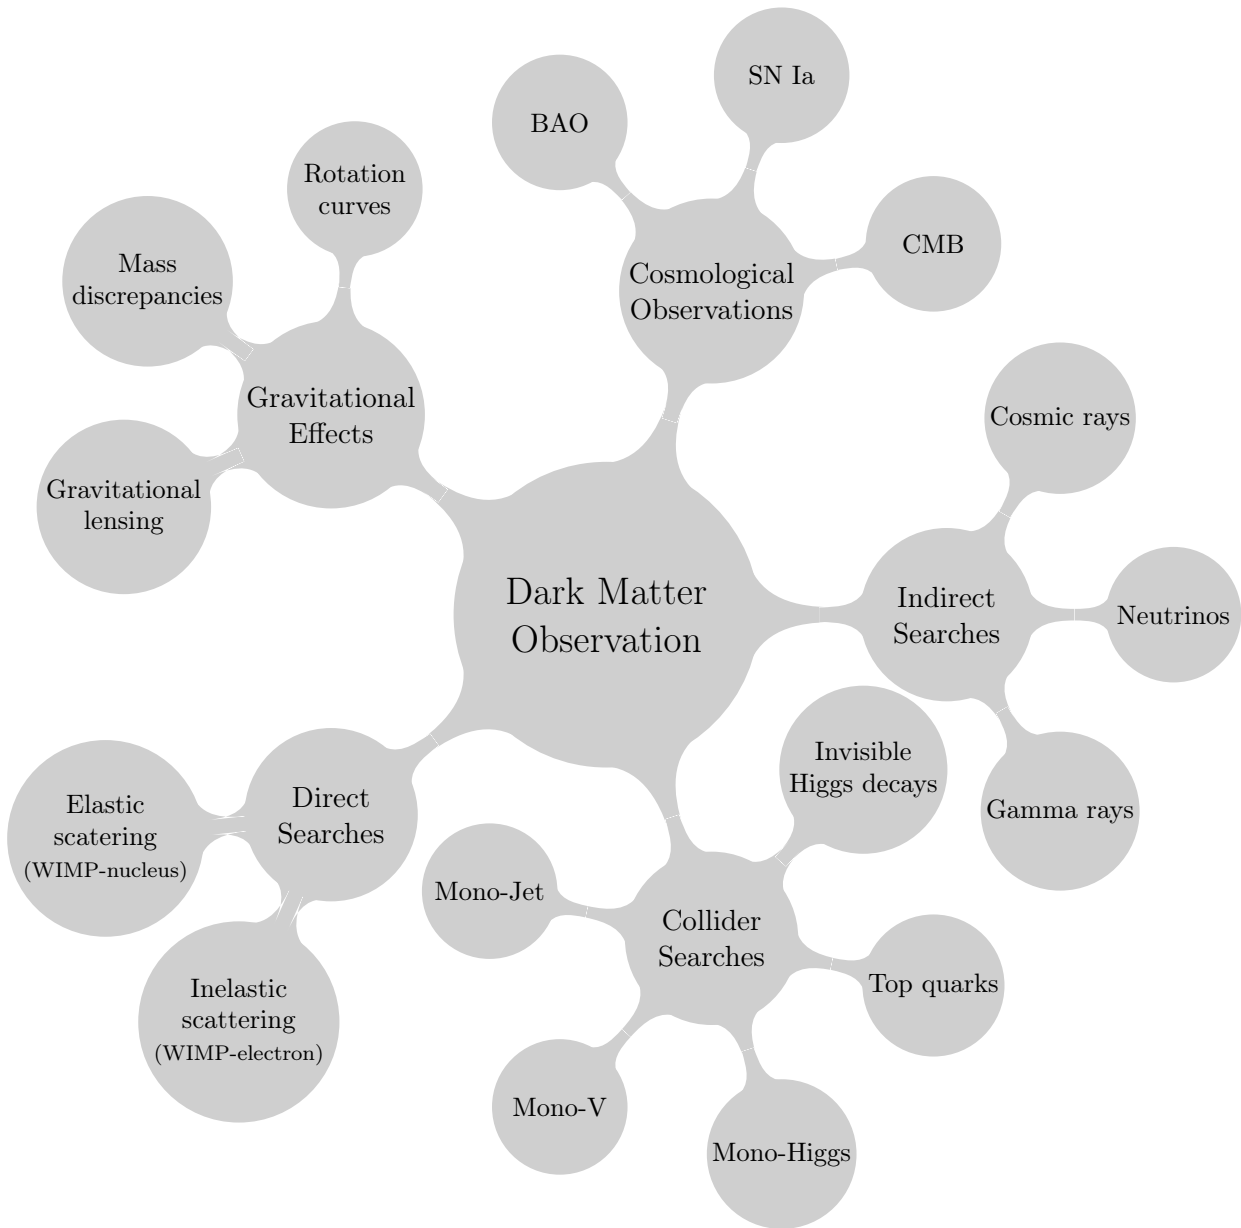 SN Ia
BAO
CMB
Cosmological
Observations
Rotation
curves
Mass
discrepancies
Gravitational
Effects
Gravitational
lensing
Cosmic rays
Indirect
Searches
Neutrinos
Gamma rays
Dark Matter
Observation
Direct
Searches
Elastic
scatering
(WIMP-nucleus)
Inelastic
scattering
(WIMP-electron)
Invisible
Higgs decays
Mono-Jet
Collider
Searches
Top quarks
Mono-V
Mono-Higgs